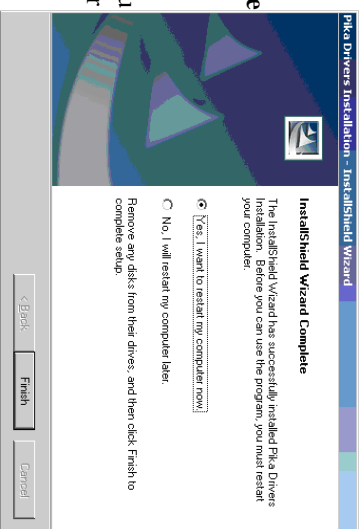 Pika Drivers Installation - InstallShield Wizard
InstallShield Wizard Complete
The InstallShield Wizard has successfully installed Pika Drivers
Installation. Before you can use the program, you must restart
your computer.
Yes, I want to restart my computer now.
No, I will restart my computer later.
Remove any disks from their drives, and then click Finish to
complete setup.
< Back
Finish
Cancel